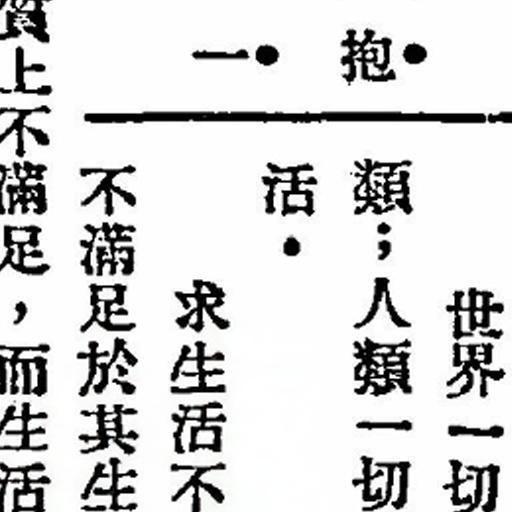 抱
一
世界一切
類；人類一切
活．
求生活不
不滿足於其生
質上不滿足，而生活